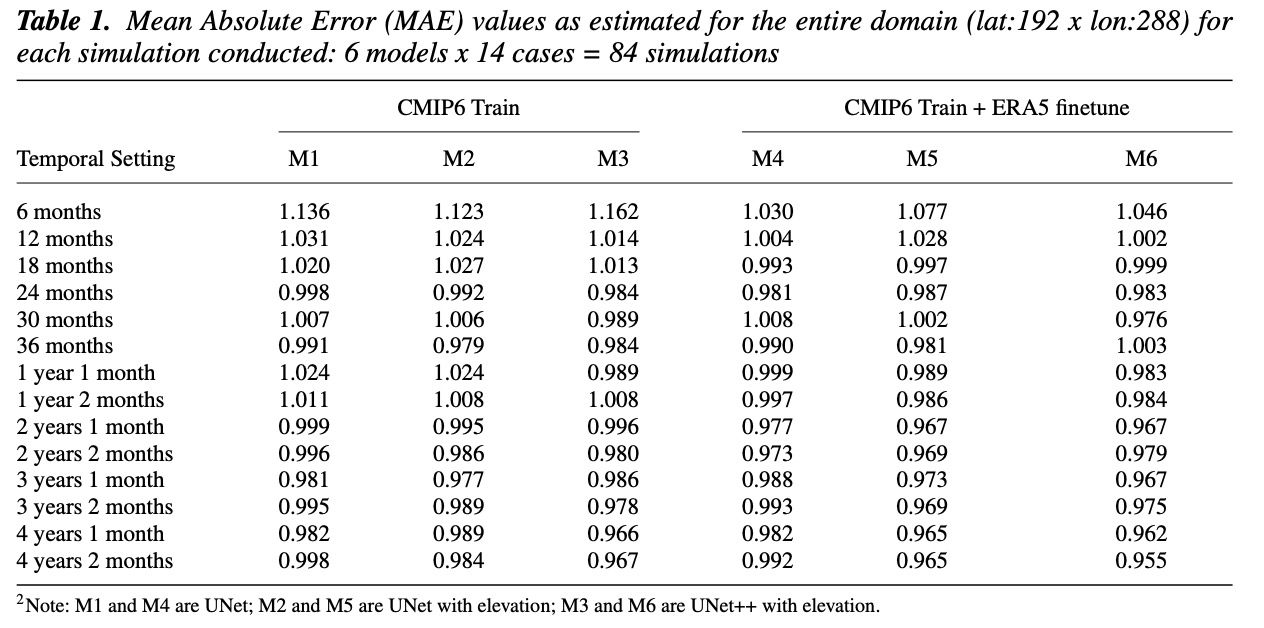 Table 1. Mean Absolute Error (MAE) values as estimated for the entire domain (lat:192 x lon:288) for
each simulation conducted: 6 models x 14 cases = 84 simulations
CMIP6 Train CMIP6 Train + ERA5 finetune
Temporal Setting M1 M2 M3 M4 M5 M6
6 months 1.136 1.123 1.162 1.030 1.077 1.046
12 months 1.031 1.024 1.014 1.004 1.028 1.002
18 months 1.020 1.027 1.013 0.993 0.997 0.999
24 months 0.998 0.992 0.984 0.981 0.987 0.983
30 months 1.007 1.006 0.989 1.008 1.002 0.976
36 months 0.991 0.979 0.984 0.990 0.981 1.003
1 year 1 month 1.024 1.024 0.989 0.999 0.989 0.983
1 year 2 months 1.011 1.008 1.008 0.997 0.986 0.984
2 years 1 month 0.999 0.995 0.996 0.977 0.967 0.967
2 years 2 months 0.996 0.986 0.980 0.973 0.969 0.979
3 years 1 month 0.981 0.977 0.986 0.988 0.973 0.967
3 years 2 months 0.995 0.989 0.978 0.993 0.969 0.975
4 years 1 month 0.982 0.989 0.966 0.982 0.965 0.962
4 years 2 months 0.998 0.984 0.967 0.992 0.965 0.955
²Note: M1 and M4 are UNet; M2 and M5 are UNet with elevation; M3 and M6 are UNet++ with elevation.